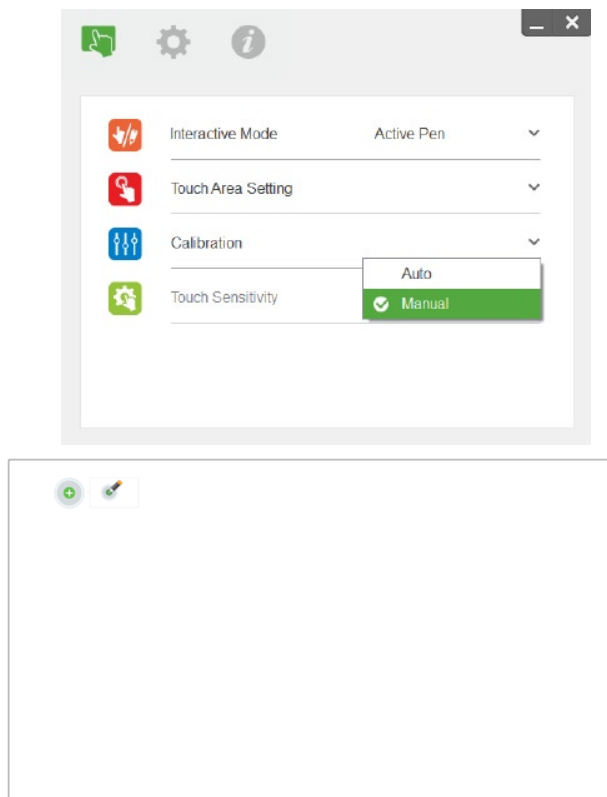 Interactive Mode Active Pen
Touch Area Setting
Calibration
Auto
Touch Sensitivity
Manual